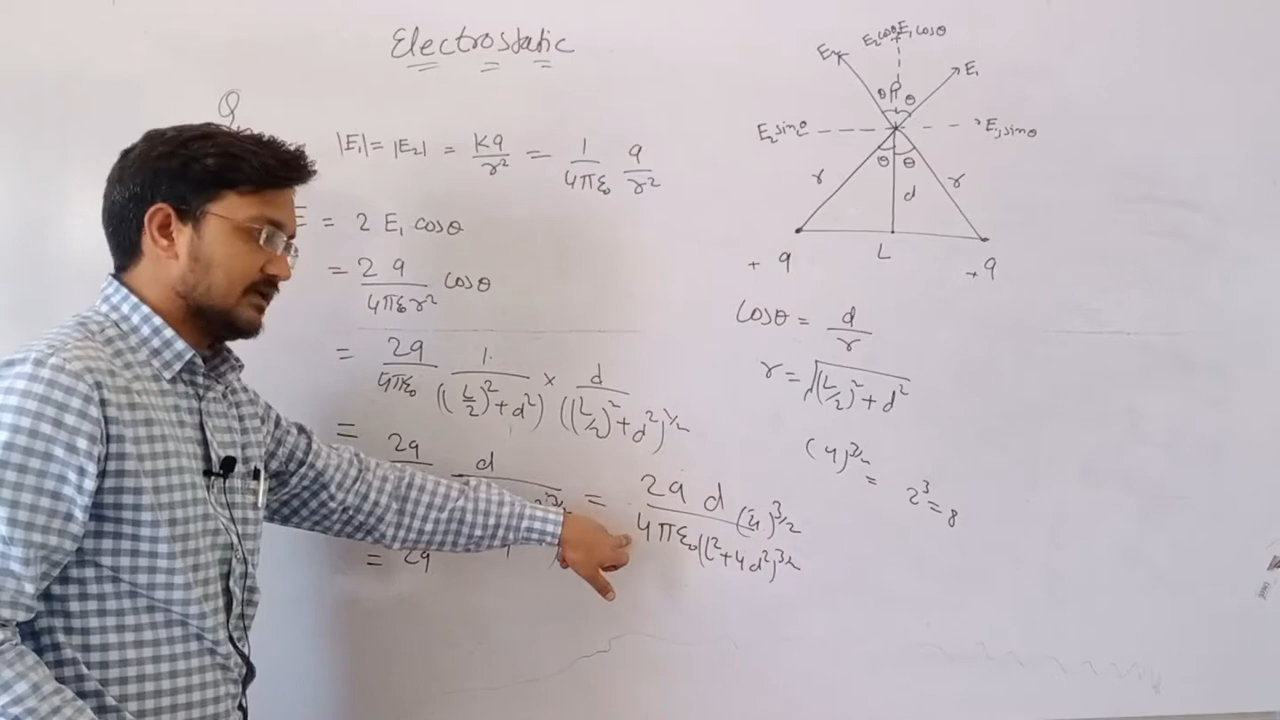 Electrostatic
Q
|E₁| = |E₂| = Kq/r² = 1/4πε₀ q/r²
= 2 E₁ cosθ
= 2q/4πε₀r² cosθ
= 2q/4πε₀ 1/((L/2)²+d²) × d/((L/2)²+d²)^1/2
= 2q d = 2q d (4)^3/2 / 4πε₀(L²+4d²)^3/2
= 2q
E₂cosθ E₁cosθ
E₂ E₁
θ P θ
E₂sinθ E₁sinθ
θ θ
r d r
L
+q +q
cosθ = d/r
r = √(L/2)²+d²
(4)^3/2 = 2³=8